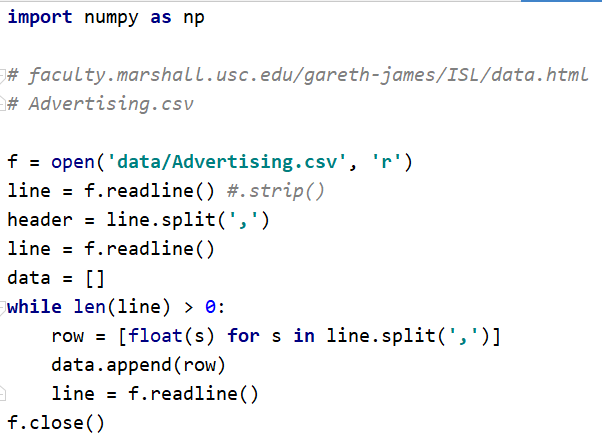 import numpy as np
# faculty.marshall.usc.edu/gareth-james/ISL/data.html
# Advertising.csv
f = open('data/Advertising.csv', 'r')
line = f.readline() #.strip()
header = line.split(',')
line = f.readline()
data = []
while len(line) > 0:
    row = [float(s) for s in line.split(',')]
    data.append(row)
    line = f.readline()
f.close()